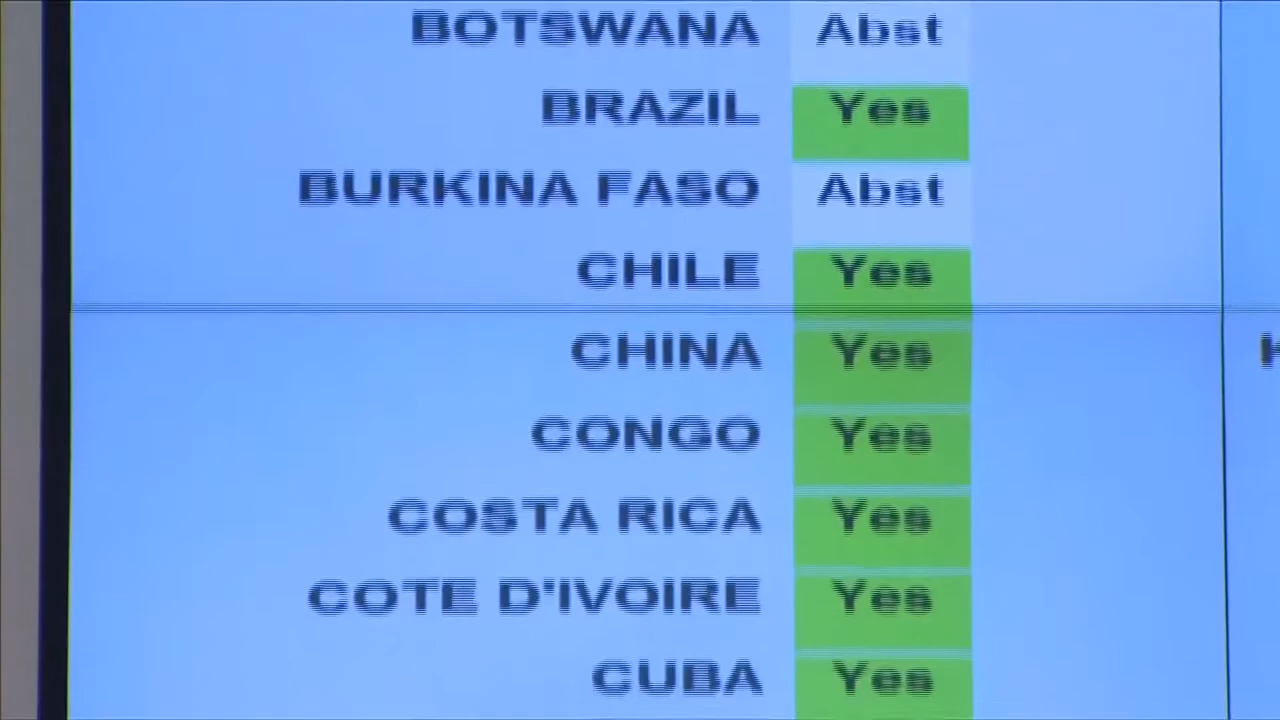 BOTSWANA Abst
BRAZIL Yes
BURKINA FASO Abst
CHILE Yes
CHINA Yes
CONGO Yes
COSTA RICA Yes
COTE D'IVOIRE Yes
CUBA Yes